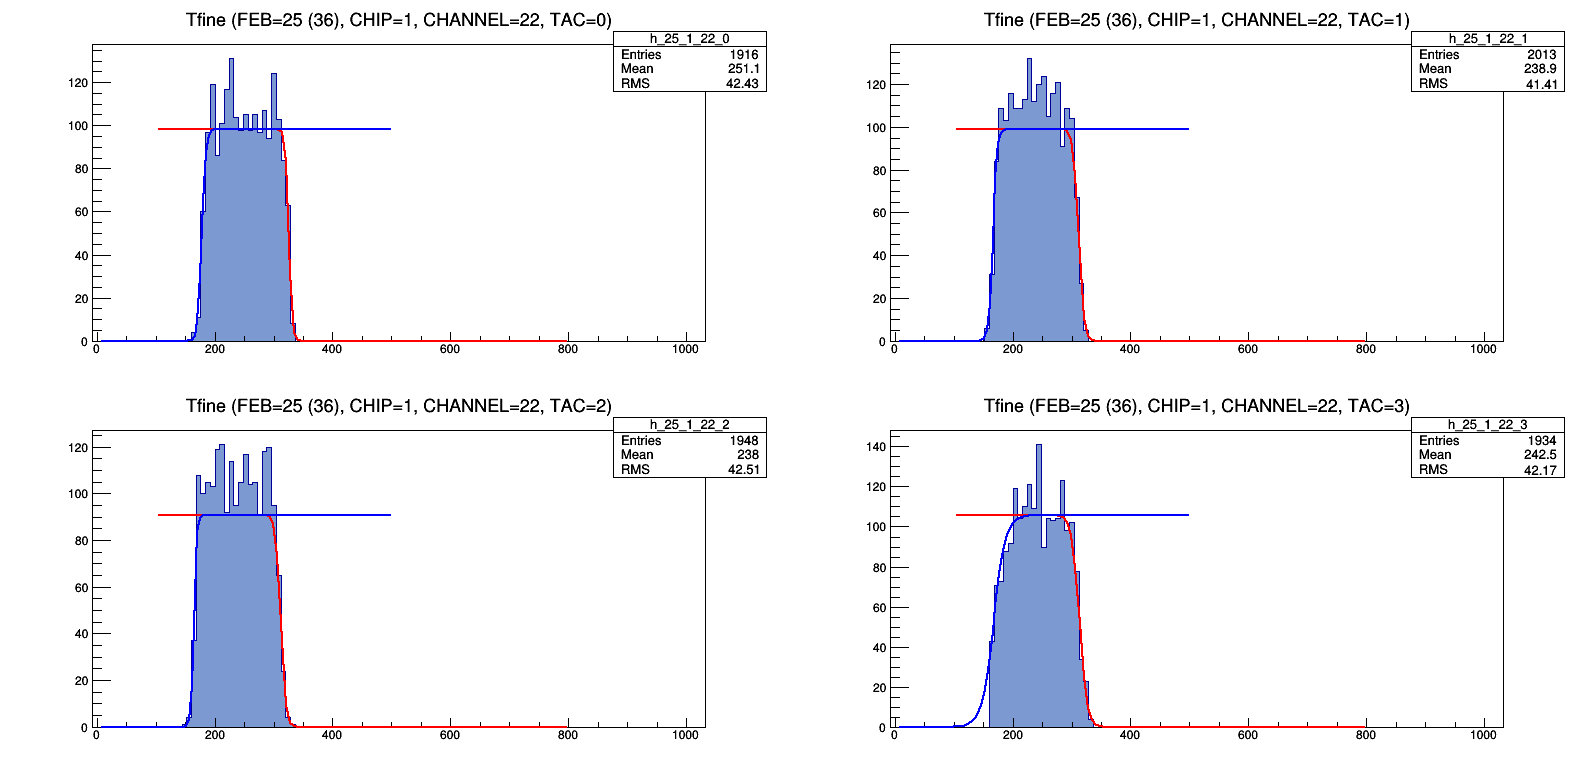 Tfine (FEB=25 (36), CHIP=1, CHANNEL=22, TAC=0)
h_25_1_22_0
Entries 1916
Mean 251.1
RMS 42.43
120
100
80
60
40
20
0
0 200 400 600 800 1000
Tfine (FEB=25 (36), CHIP=1, CHANNEL=22, TAC=1)
h_25_1_22_1
Entries 2013
Mean 238.9
RMS 41.41
120
100
80
60
40
20
0
0 200 400 600 800 1000
Tfine (FEB=25 (36), CHIP=1, CHANNEL=22, TAC=2)
h_25_1_22_2
Entries 1948
Mean 238
RMS 42.51
120
100
80
60
40
20
0
0 200 400 600 800 1000
Tfine (FEB=25 (36), CHIP=1, CHANNEL=22, TAC=3)
h_25_1_22_3
Entries 1934
Mean 242.5
RMS 42.17
140
120
100
80
60
40
20
0
0 200 400 600 800 1000